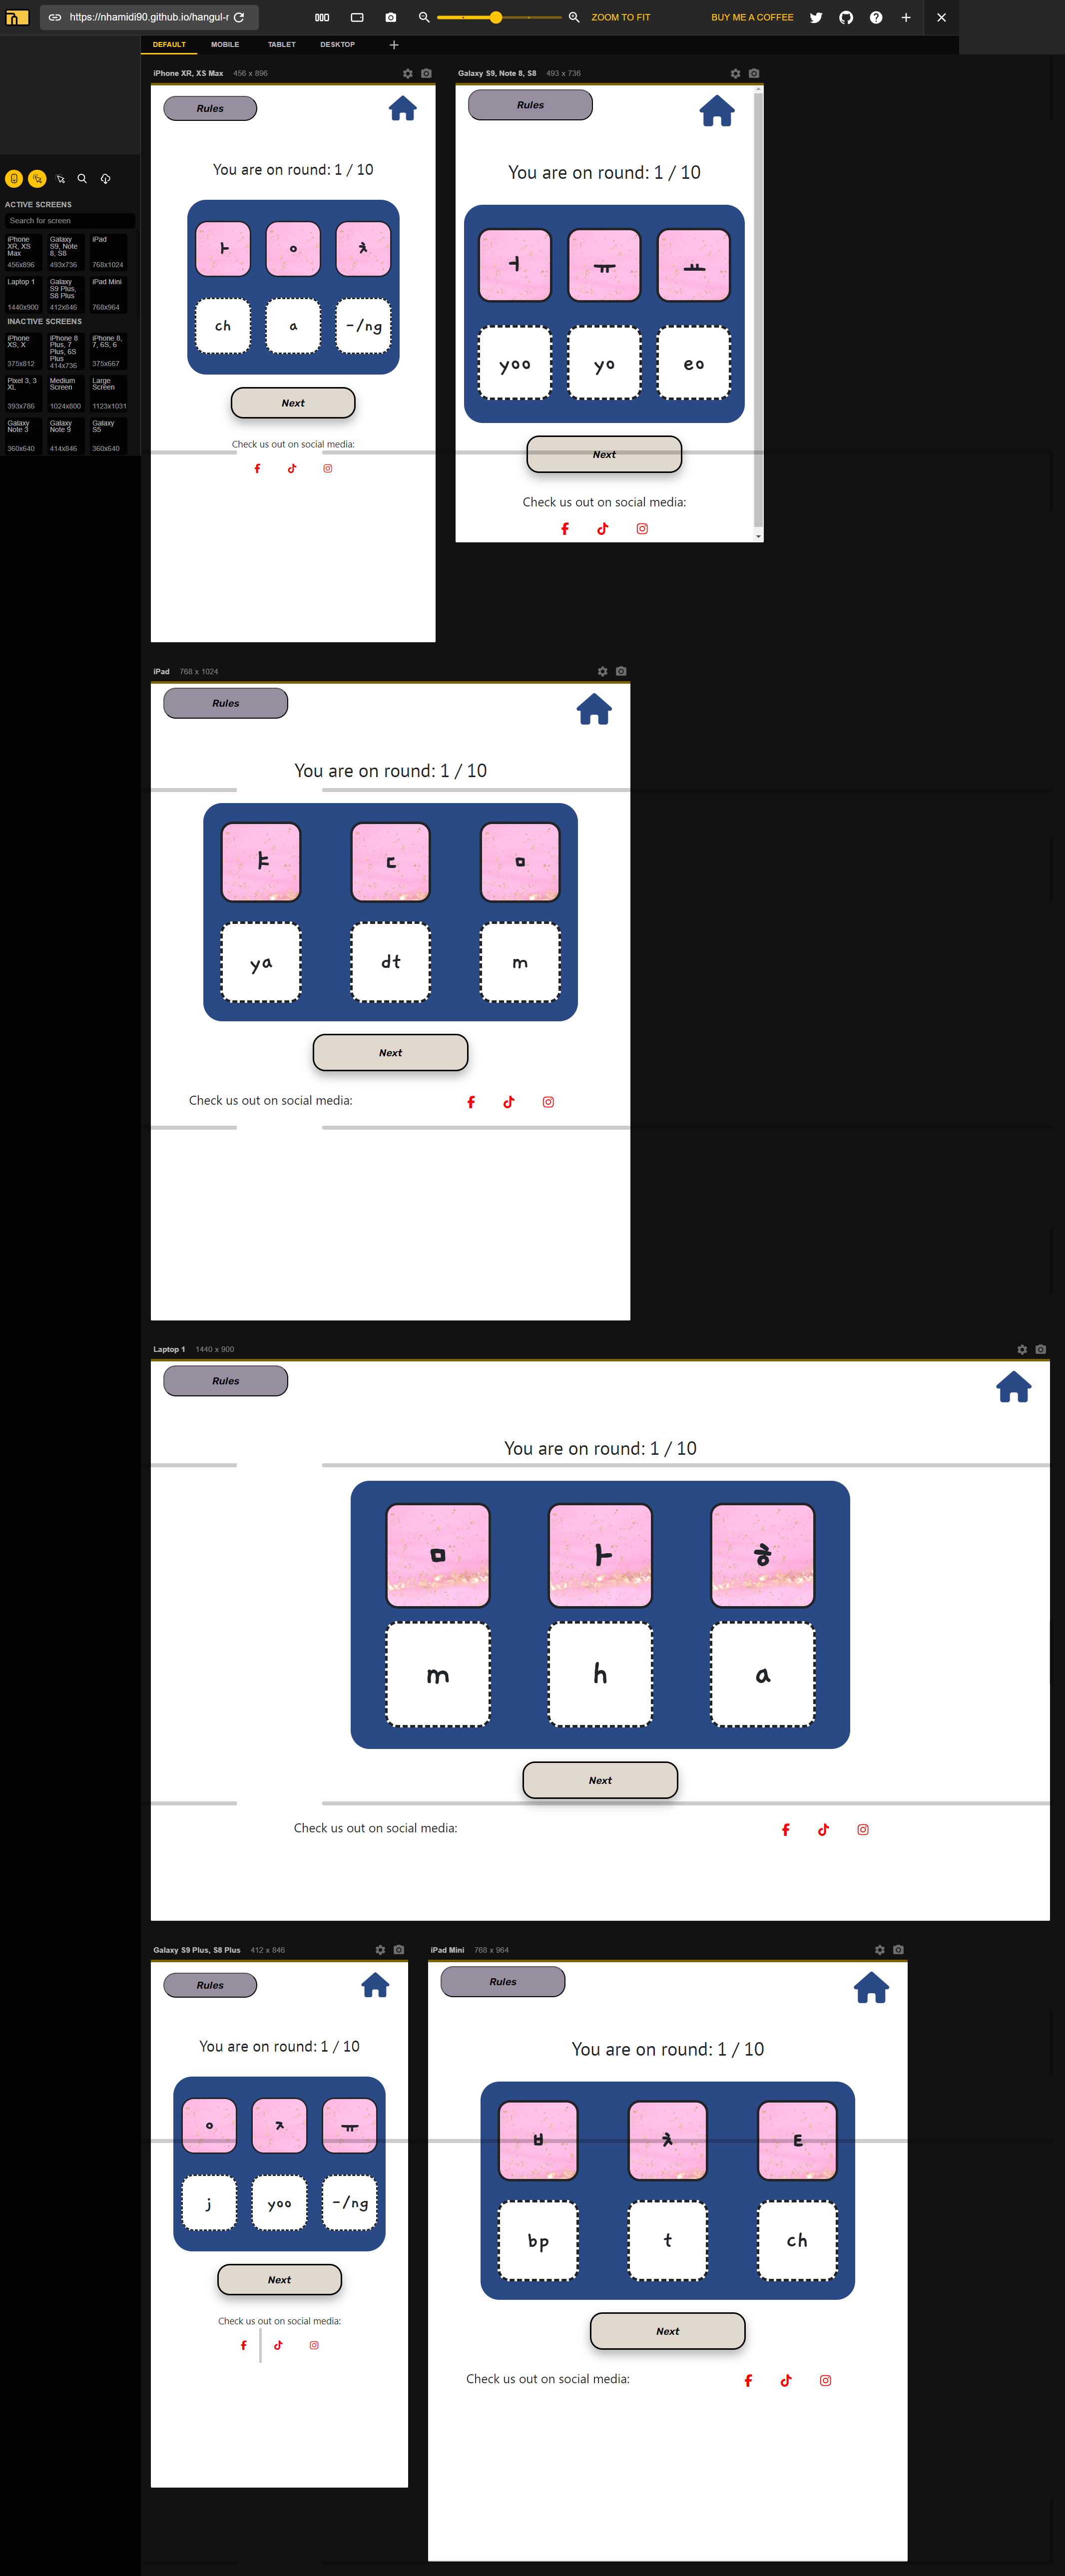 https://nhamidi90.github.io/hangul-r
ZOOM TO FIT
BUY ME A COFFEE
DEFAULT
MOBILE
TABLET
DESKTOP
ACTIVE SCREENS
Search for screen
iPhone XR, XS Max
456x896
Galaxy S9, Note 8, S8
493x736
iPad
768x1024
Laptop 1
1440x900
Galaxy S9 Plus, S8 Plus
412x846
iPad Mini
768x964
INACTIVE SCREENS
iPhone XS, X
375x812
iPhone 8 Plus, 7 Plus, 6S Plus
414x736
iPhone 8, 7, 6S, 6
375x667
Pixel 3, 3 XL
393x786
Medium Screen
1024x800
Large Screen
1123x1031
Galaxy Note 3
360x640
Galaxy Note 9
414x846
Galaxy S5
360x640
iPhone XR, XS Max 456 x 896
Rules
You are on round: 1 / 10
ㅏ ㅇ ㅊ
ch a -/ng
Next
Check us out on social media:
Galaxy S9, Note 8, S8 493 x 736
Rules
You are on round: 1 / 10
ㅓ ㅠ ㅛ
yoo yo eo
Next
Check us out on social media:
iPad 768 x 1024
Rules
You are on round: 1 / 10
ㅑ ㄷ ㅁ
ya dt m
Next
Check us out on social media:
Laptop 1 1440 x 900
Rules
You are on round: 1 / 10
ㅁ ㅏ ㅎ
m h a
Next
Check us out on social media:
Galaxy S9 Plus, S8 Plus 412 x 846
Rules
You are on round: 1 / 10
ㅇ ㅈ ㅠ
j yoo -/ng
Next
Check us out on social media:
iPad Mini 768 x 964
Rules
You are on round: 1 / 10
ㅂ ㅊ ㅌ
bp t ch
Next
Check us out on social media: